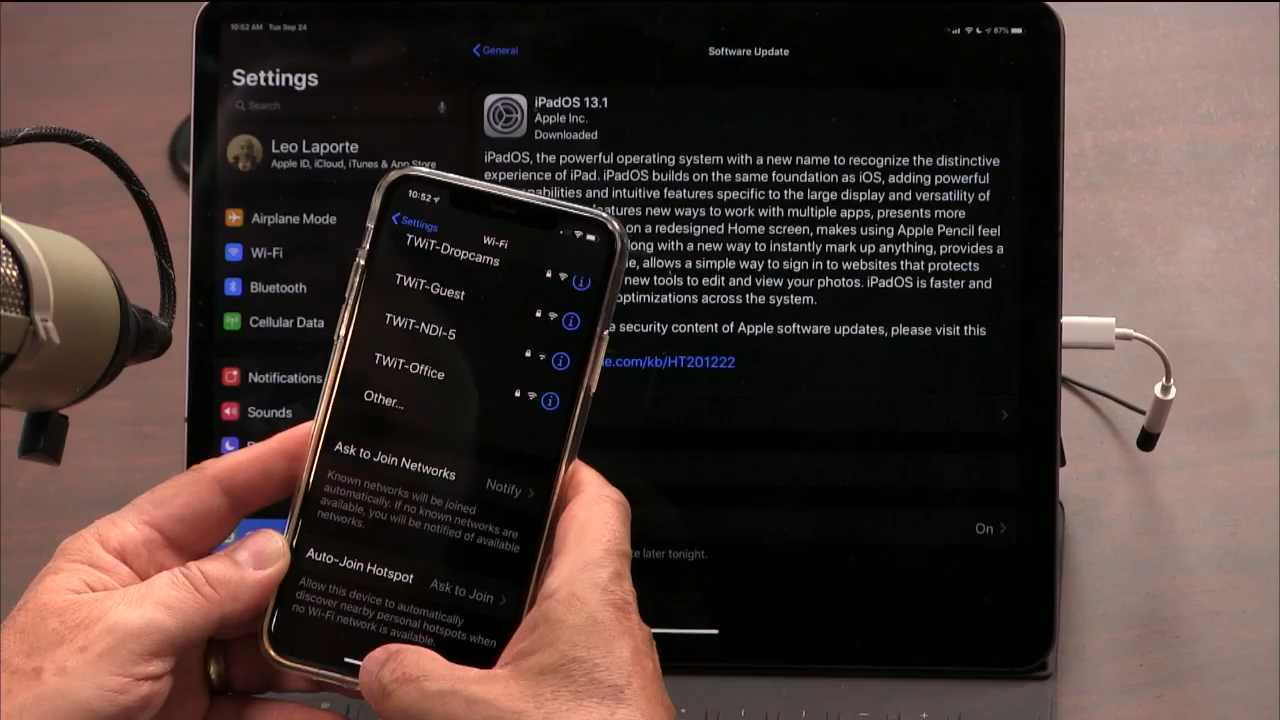 10:52 AM Tue Sep 24
87%
Settings
Search
Leo Laporte
Apple ID, iCloud, iTunes & App Store
Airplane Mode
Wi-Fi
Bluetooth
Cellular Data
Notifications
Sounds
General
Software Update
iPadOS 13.1
Apple Inc.
Downloaded
iPadOS, the powerful operating system with a new name to recognize the distinctive
experience of iPad. iPadOS builds on the same foundation as iOS, adding powerful
capabilities and intuitive features specific to the large display and versatility of
features new ways to work with multiple apps, presents more
on a redesigned Home screen, makes using Apple Pencil feel
long with a new way to instantly mark up anything, provides a
, allows a simple way to sign in to websites that protects
new tools to edit and view your photos. iPadOS is faster and
optimizations across the system.
e security content of Apple software updates, please visit this
e.com/kb/HT201222
On
te later tonight.
10:52
Settings
Wi-Fi
TWiT-Dropcams
TWiT-Guest
TWiT-NDI-5
TWiT-Office
Other...
Ask to Join Networks
Notify
Known networks will be joined
automatically. If no known networks are
available, you will be notified of available
networks.
Auto-Join Hotspot
Ask to Join
Allow this device to automatically
discover nearby personal hotspots when
no Wi-Fi network is available.